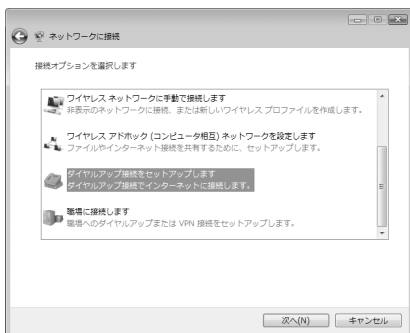 ネットワークに接続
接続オプションを選択します
ワイヤレス ネットワークに手動で接続します
非表示のネットワークに接続、または新しいワイヤレス プロファイルを作成します。
ワイヤレス アドホック (コンピュータ相互) ネットワークを設定します
ファイルやインターネット接続を共有するために、セットアップします。
ダイヤルアップ接続をセットアップします
ダイヤルアップ接続でインターネットに接続します。
職場に接続します
職場へのダイヤルアップまたは VPN 接続をセットアップします。
次へ(N)
キャンセル